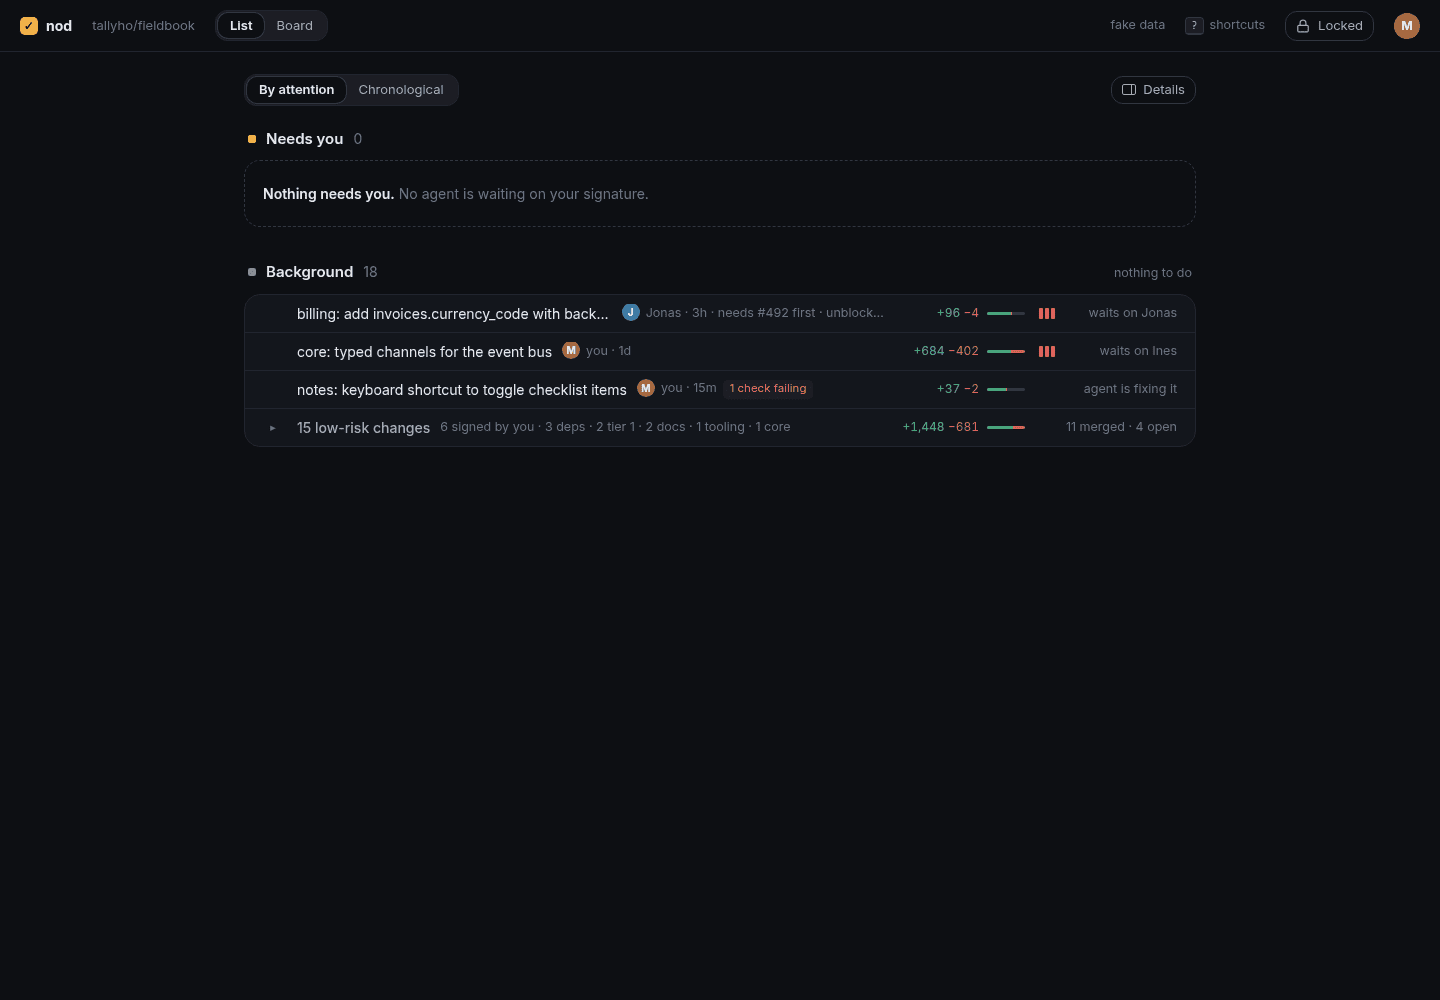 ✓ nod tallyho/fieldbook List Board fake data ? shortcuts Locked M
By attention Chronological Details
Needs you 0
Nothing needs you. No agent is waiting on your signature.
Background 18 nothing to do
billing: add invoices.currency_code with back... J Jonas · 3h · needs #492 first · unblock... +96 −4 waits on Jonas
core: typed channels for the event bus M you · 1d +684 −402 waits on Ines
notes: keyboard shortcut to toggle checklist items M you · 15m 1 check failing +37 −2 agent is fixing it
▸ 15 low-risk changes 6 signed by you · 3 deps · 2 tier 1 · 2 docs · 1 tooling · 1 core +1,448 −681 11 merged · 4 open